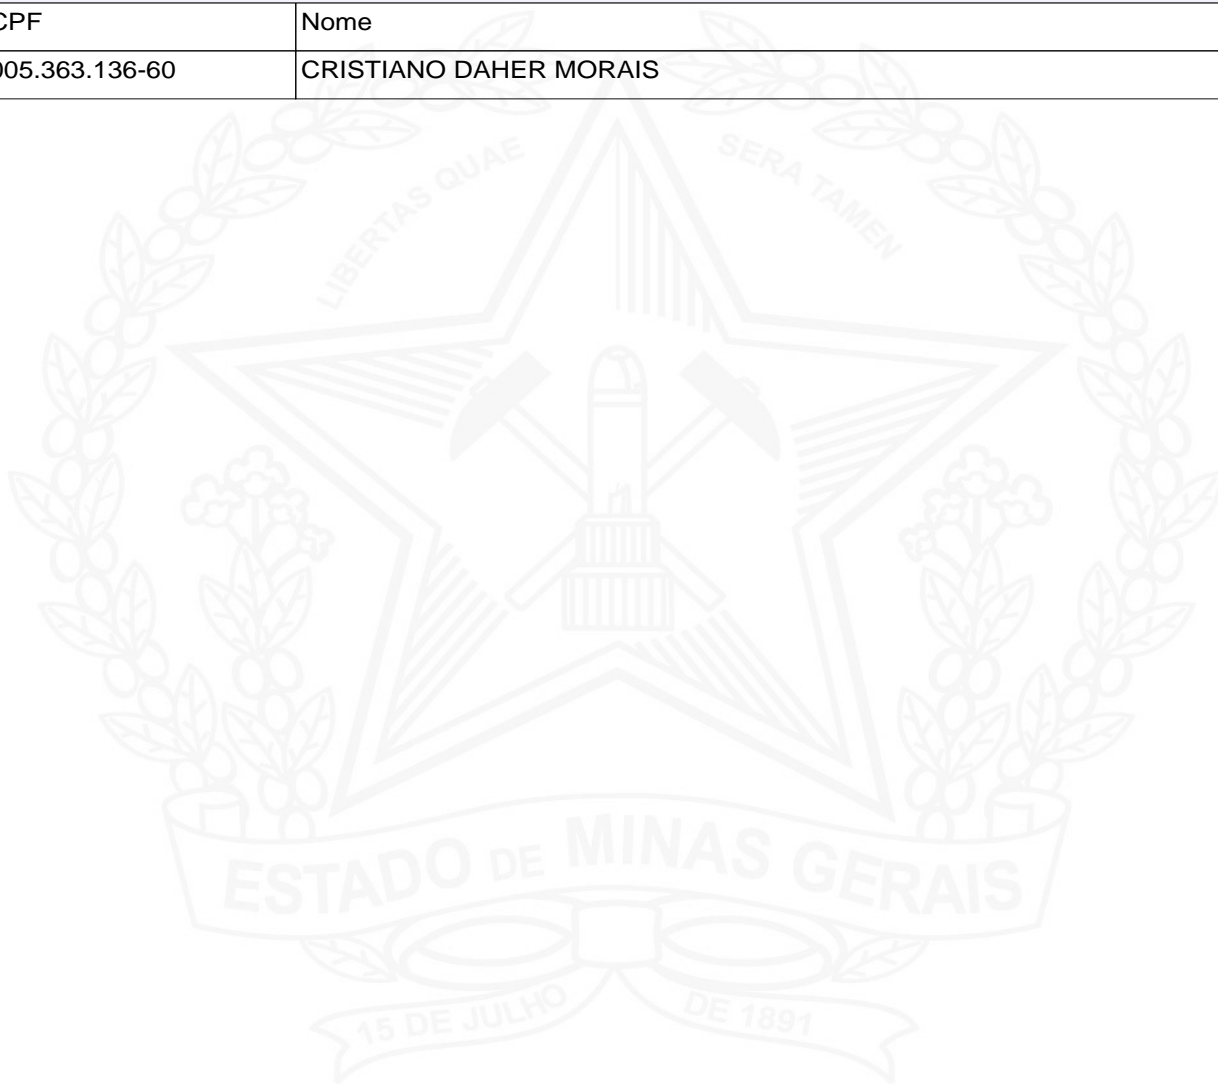 CPF Nome
005.363.136-60 CRISTIANO DAHER MORAIS
LIBERTAS QUAE SERA TAMEN
ESTADO DE MINAS GERAIS
15 DE JULHO DE 1891